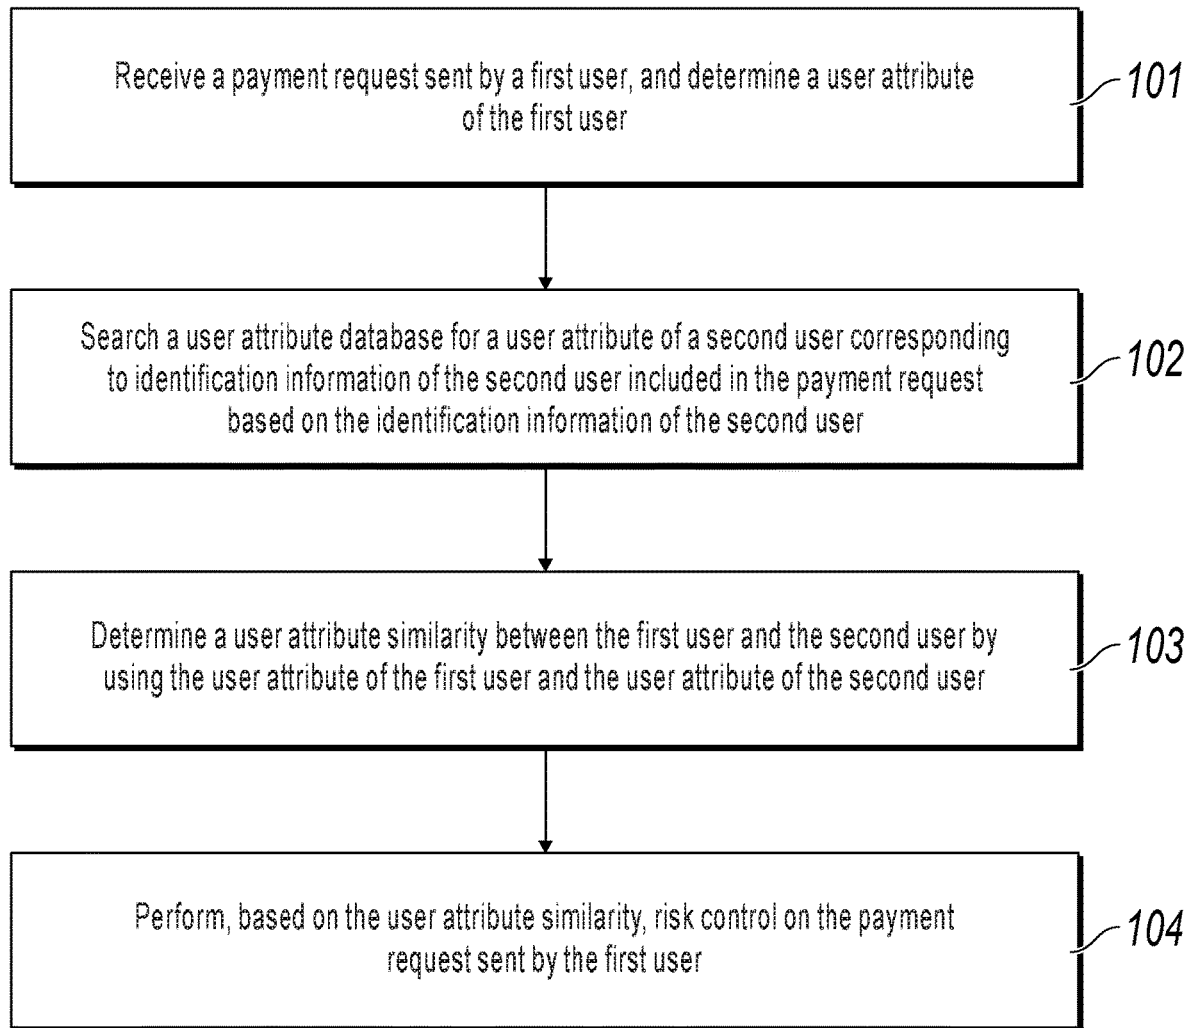 Receive a payment request sent by a first user, and determine a user attribute
of the first user
101
Search a user attribute database for a user attribute of a second user corresponding
to identification information of the second user included in the payment request
based on the identification information of the second user
102
Determine a user attribute similarity between the first user and the second user by
using the user attribute of the first user and the user attribute of the second user
103
Perform, based on the user attribute similarity, risk control on the payment
request sent by the first user
104